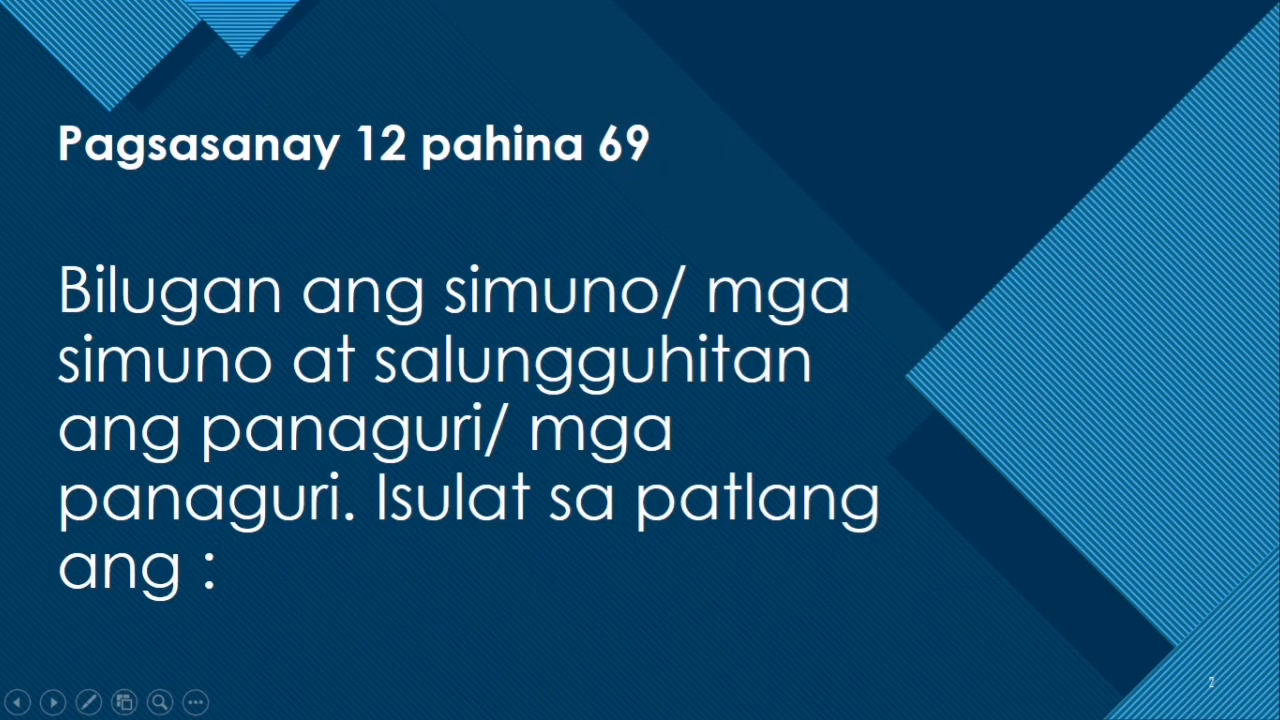 Pagsasanay 12 pahina 69
Bilugan ang simuno/ mga
simuno at salungguhitan
ang panaguri/ mga
panaguri. Isulat sa patlang
ang :
2